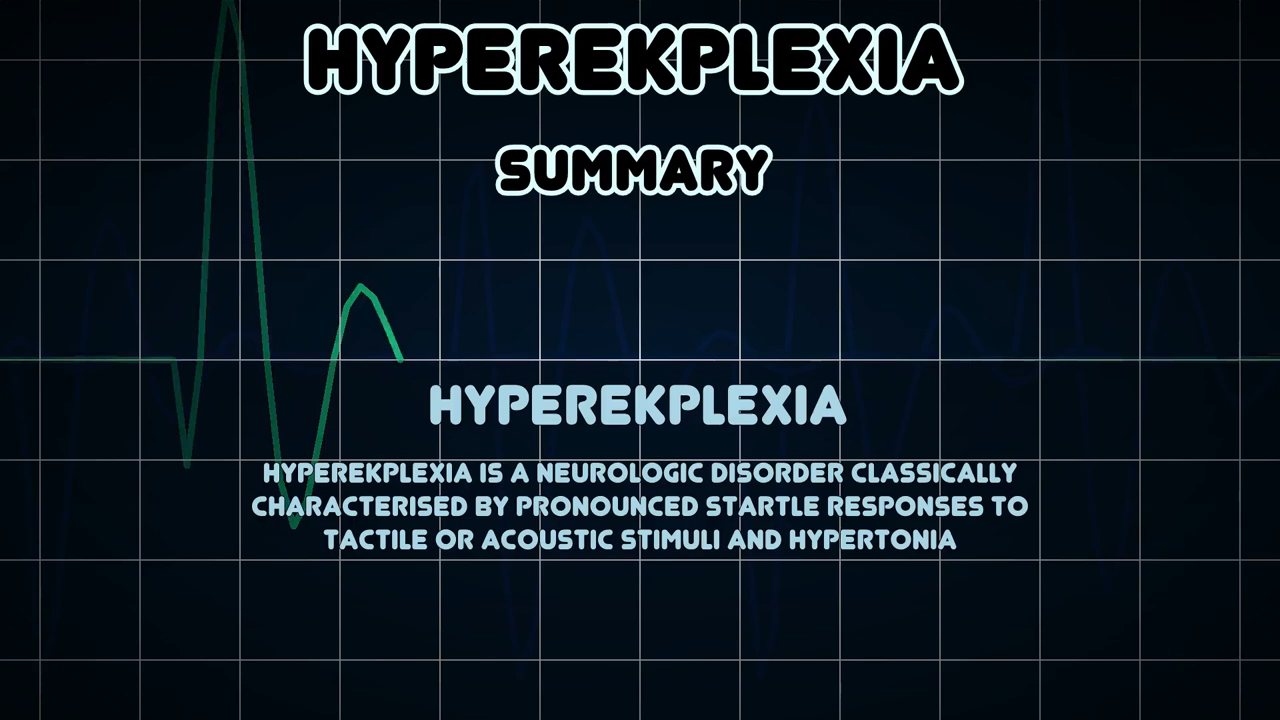 HYPEREKPLEXIA
SUMMARY
HYPEREKPLEXIA
HYPEREKPLEXIA IS A NEUROLOGIC DISORDER CLASSICALLY
CHARACTERISED BY PRONOUNCED STARTLE RESPONSES TO
TACTILE OR ACOUSTIC STIMULI AND HYPERTONIA